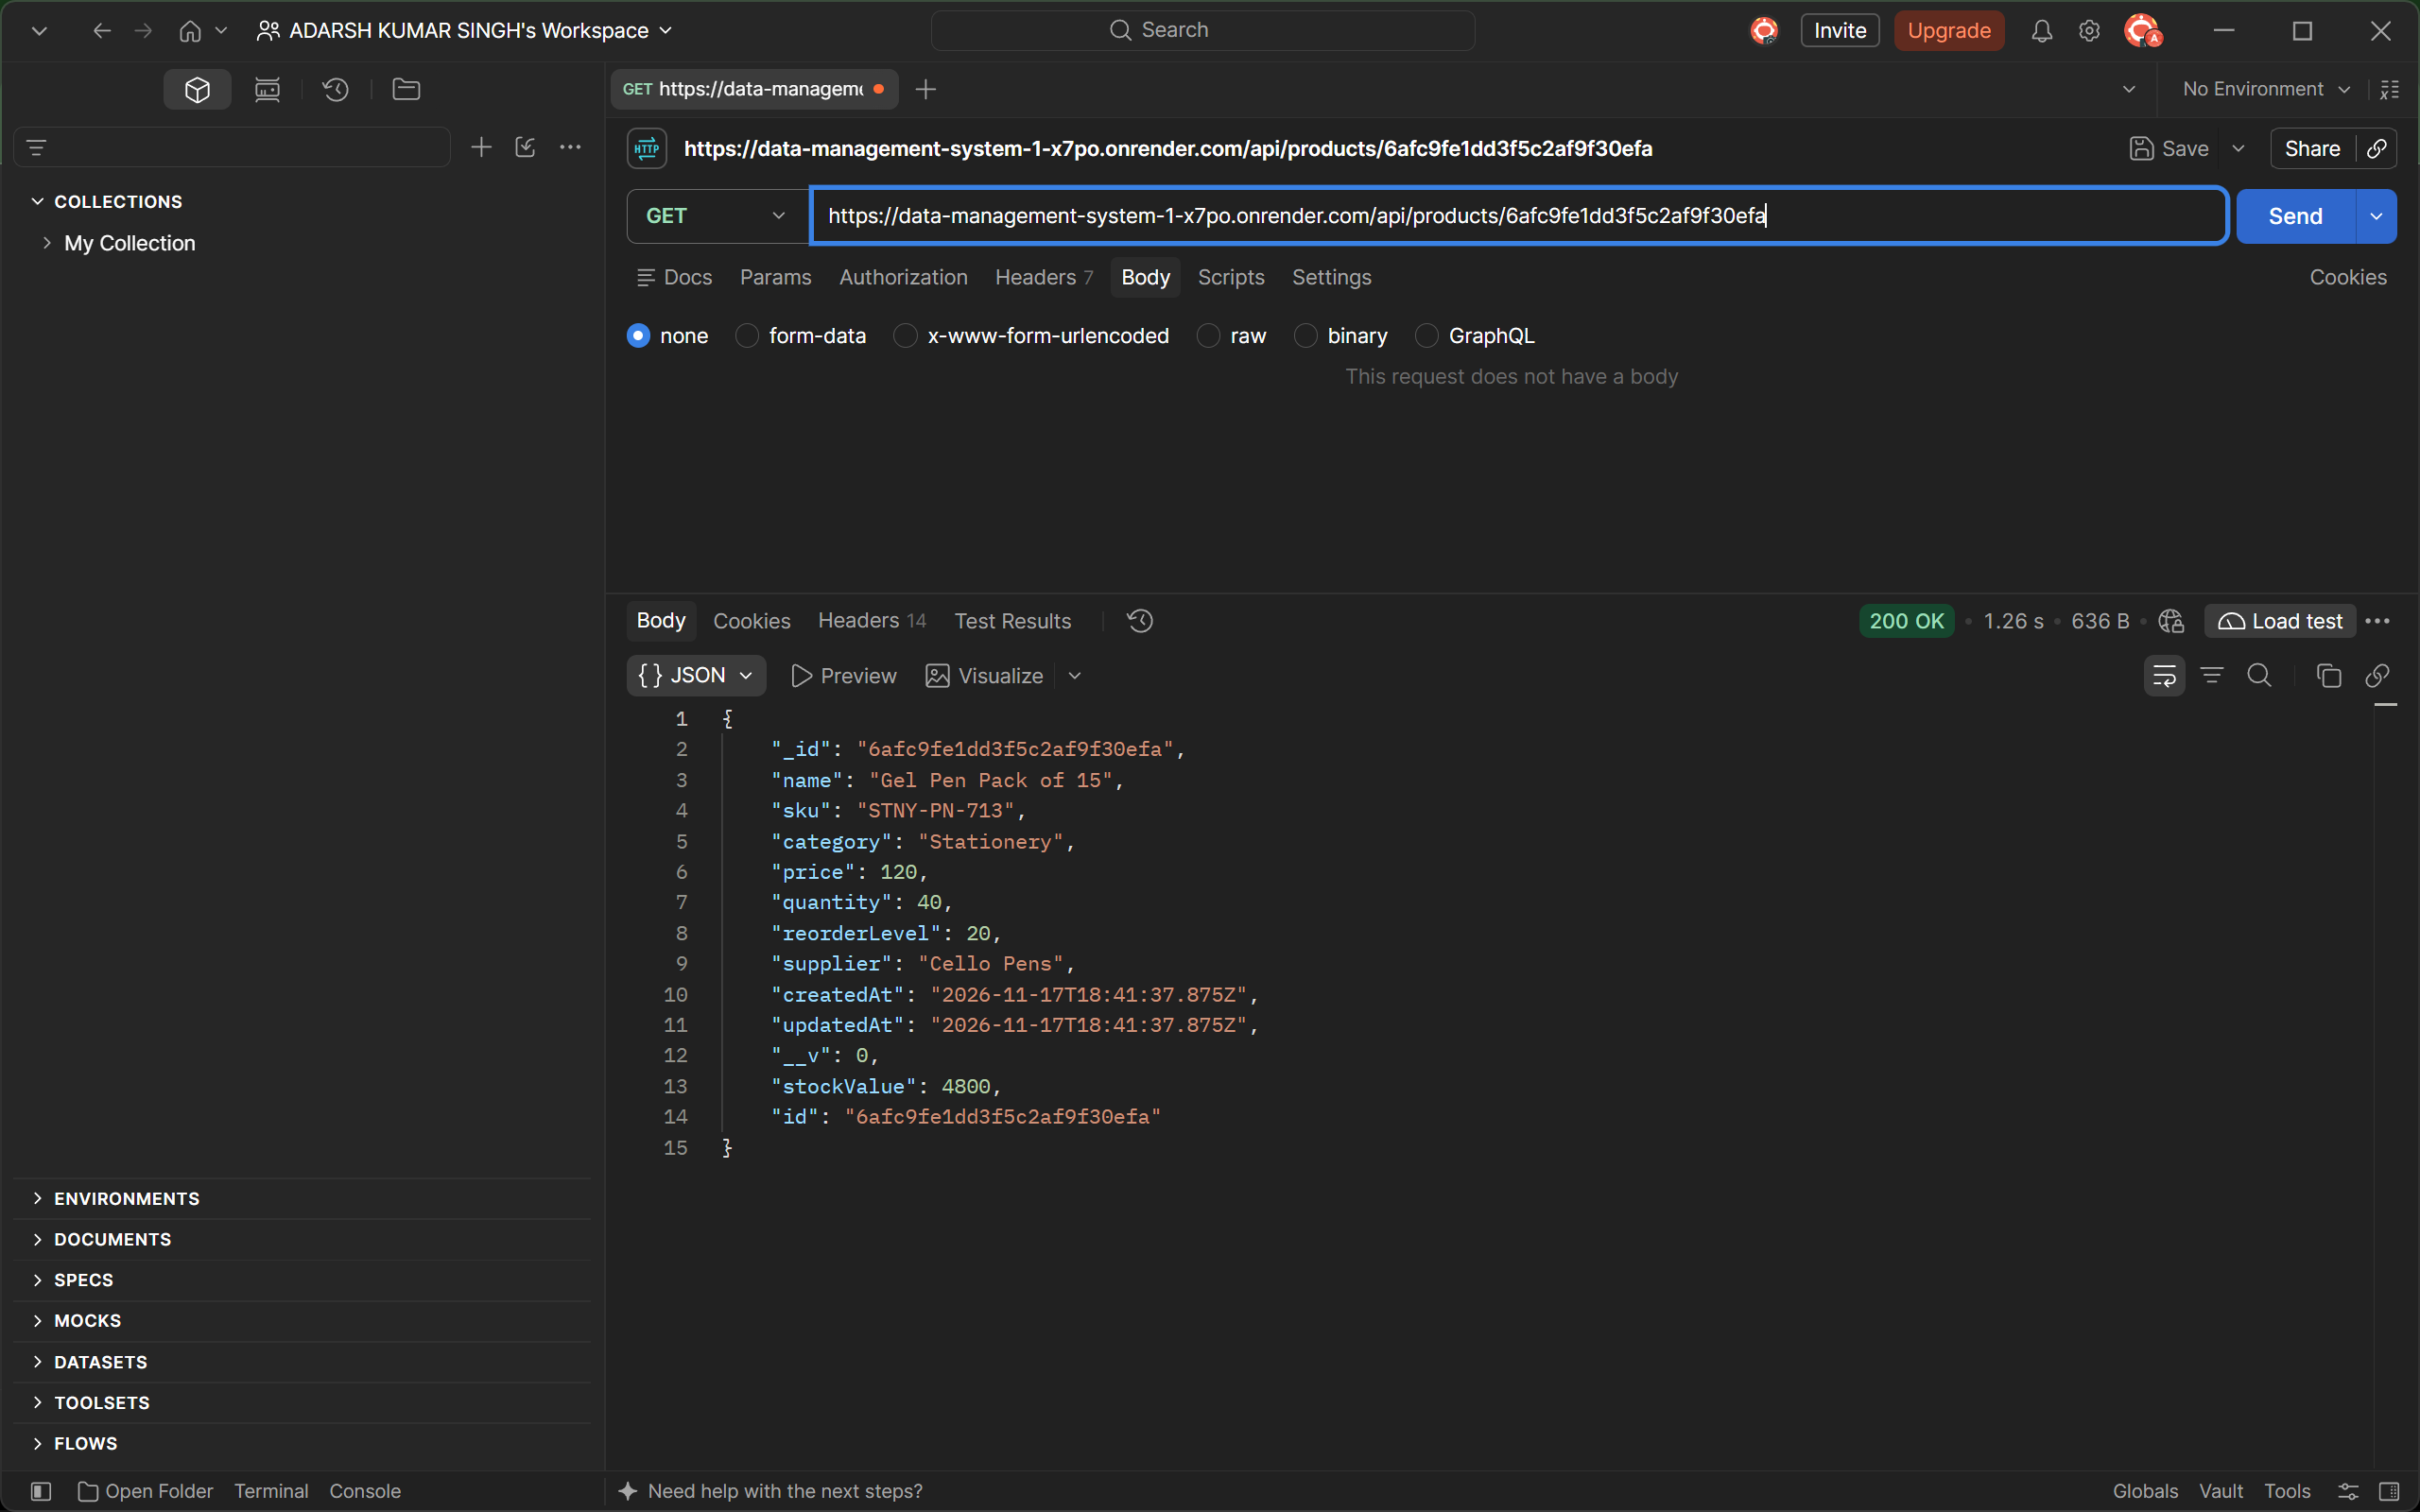 ADARSH KUMAR SINGH's Workspace
Search
Invite
Upgrade
GET https://data-managem
No Environment
HTTP
https://data-management-system-1-x7po.onrender.com/api/products/6afc9fe1dd3f5c2af9f30efa
Save
Share
COLLECTIONS
My Collection
GET
https://data-management-system-1-x7po.onrender.com/api/products/6afc9fe1dd3f5c2af9f30efa
Send
Docs Params Authorization Headers 7 Body Scripts Settings
Cookies
none form-data x-www-form-urlencoded raw binary GraphQL
This request does not have a body
Body Cookies Headers 14 Test Results
200 OK • 1.26 s • 636 B •
Load test
{ } JSON Preview Visualize
1 {
2 "_id": "6afc9fe1dd3f5c2af9f30efa",
3 "name": "Gel Pen Pack of 15",
4 "sku": "STNY-PN-713",
5 "category": "Stationery",
6 "price": 120,
7 "quantity": 40,
8 "reorderLevel": 20,
9 "supplier": "Cello Pens",
10 "createdAt": "2026-11-17T18:41:37.875Z",
11 "updatedAt": "2026-11-17T18:41:37.875Z",
12 "__v": 0,
13 "stockValue": 4800,
14 "id": "6afc9fe1dd3f5c2af9f30efa"
15 }
ENVIRONMENTS
DOCUMENTS
SPECS
MOCKS
DATASETS
TOOLSETS
FLOWS
Open Folder Terminal Console
Need help with the next steps?
Globals Vault Tools